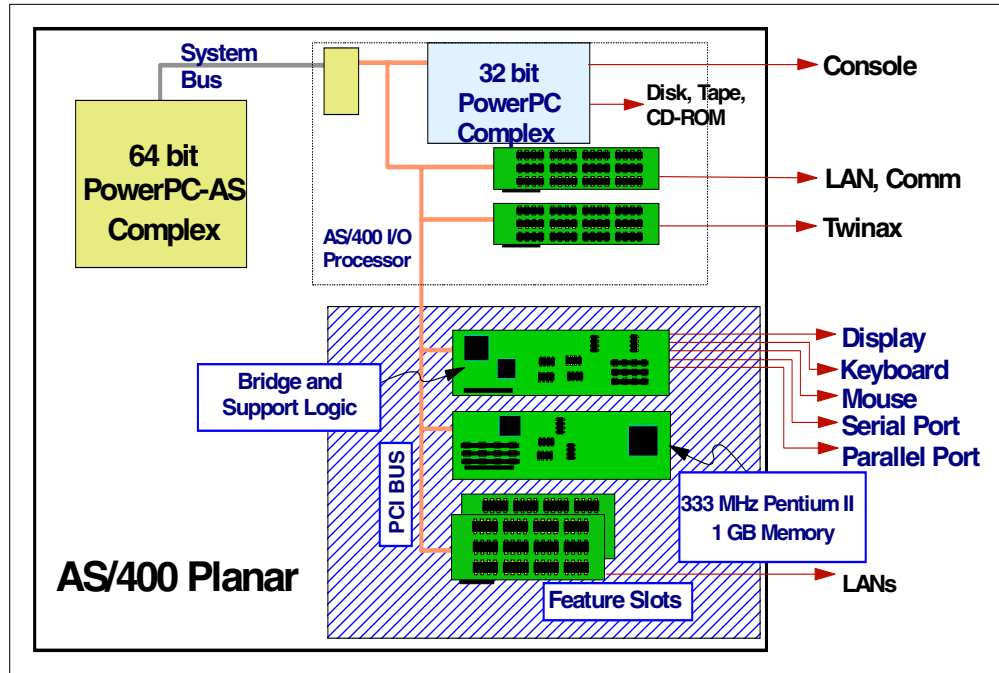 System
Bus
64 bit
PowerPC-AS
Complex
32 bit
PowerPC
Complex
Console
Disk, Tape,
CD-ROM
LAN, Comm
Twinax
AS/400 I/O
Processor
Bridge and
Support Logic
Display
Keyboard
Mouse
Serial Port
Parallel Port
PCI BUS
333 MHz Pentium II
1 GB Memory
Feature Slots
LANs
AS/400 Planar